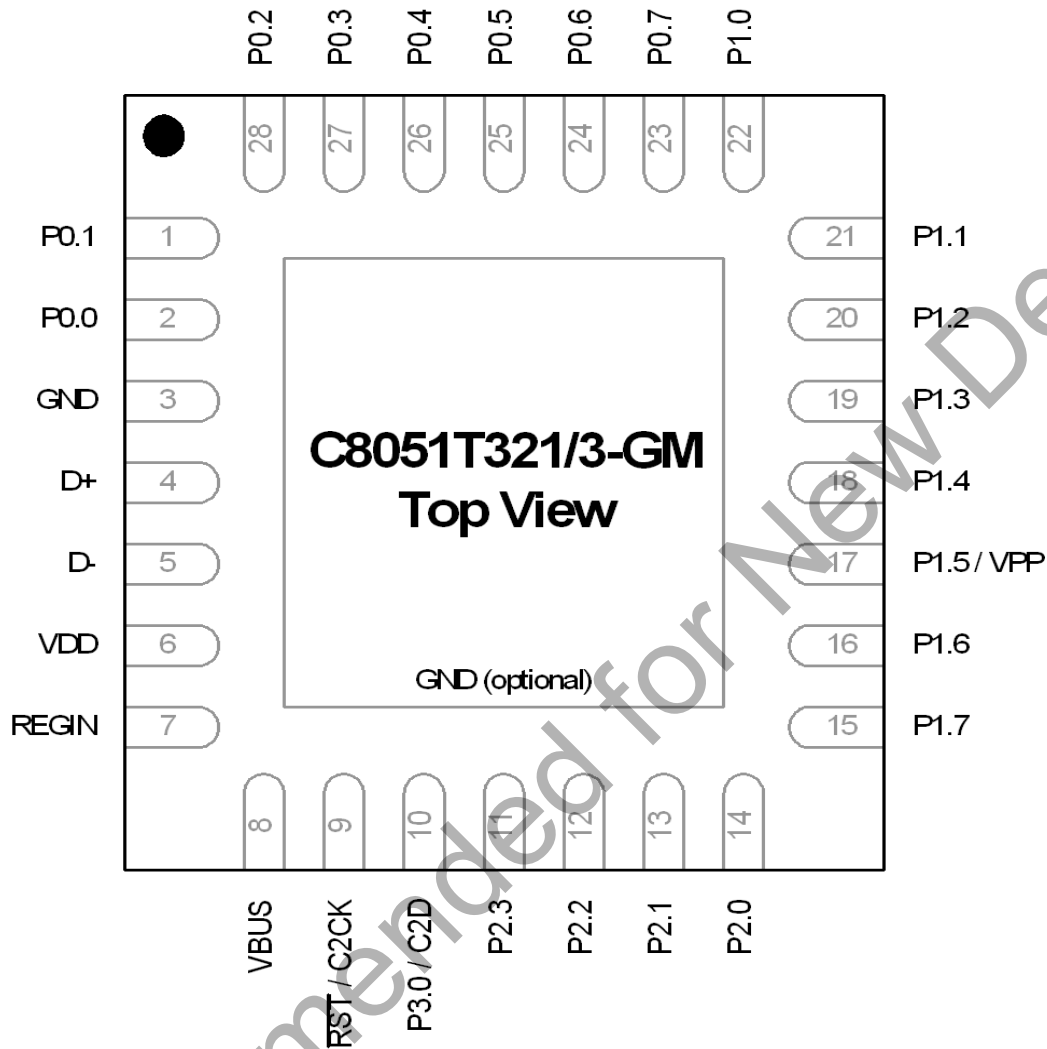 P0.2 P0.3 P0.4 P0.5 P0.6 P0.7 P1.0
28 27 26 25 24 23 22
P0.1 1 21 P1.1
P0.0 2 20 P1.2
GND 3 19 P1.3
D+ 4 18 P1.4
D- 5 17 P1.5 / VPP
VDD 6 16 P1.6
REGIN 7 15 P1.7
C8051T321/3-GM
Top View
GND (optional)
8 9 10 11 12 13 14
VBUS R̅S̅T̅ / C2CK P3.0 / C2D P2.3 P2.2 P2.1 P2.0
mended for New De